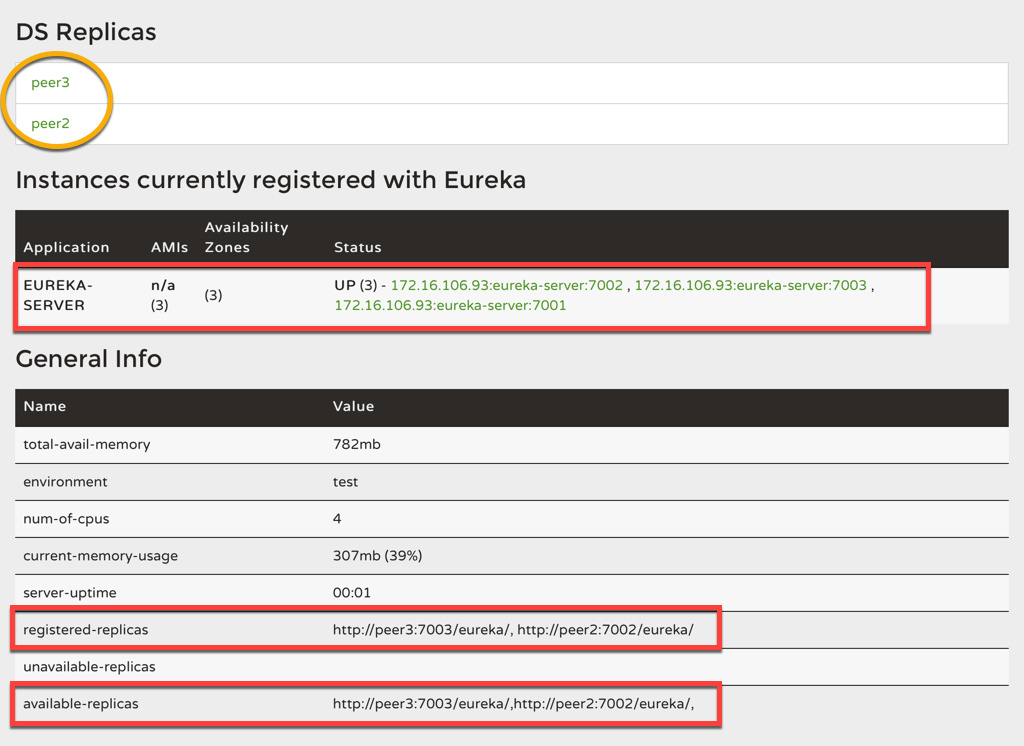 DS Replicas
peer3
peer2
Instances currently registered with Eureka
Application AMIs Availability Zones Status
EURERKA-SERVER n/a (3) (3) UP (3) - 172.16.106.93:eureka-server:7002 , 172.16.106.93:eureka-server:7003 ,
172.16.106.93:eureka-server:7001
General Info
Name Value
total-avail-memory 782mb
environment test
num-of-cpus 4
current-memory-usage 307mb (39%)
server-uptime 00:01
registered-replicas http://peer3:7003/eureka/, http://peer2:7002/eureka/
unavailable-replicas
available-replicas http://peer3:7003/eureka/,http://peer2:7002/eureka/,